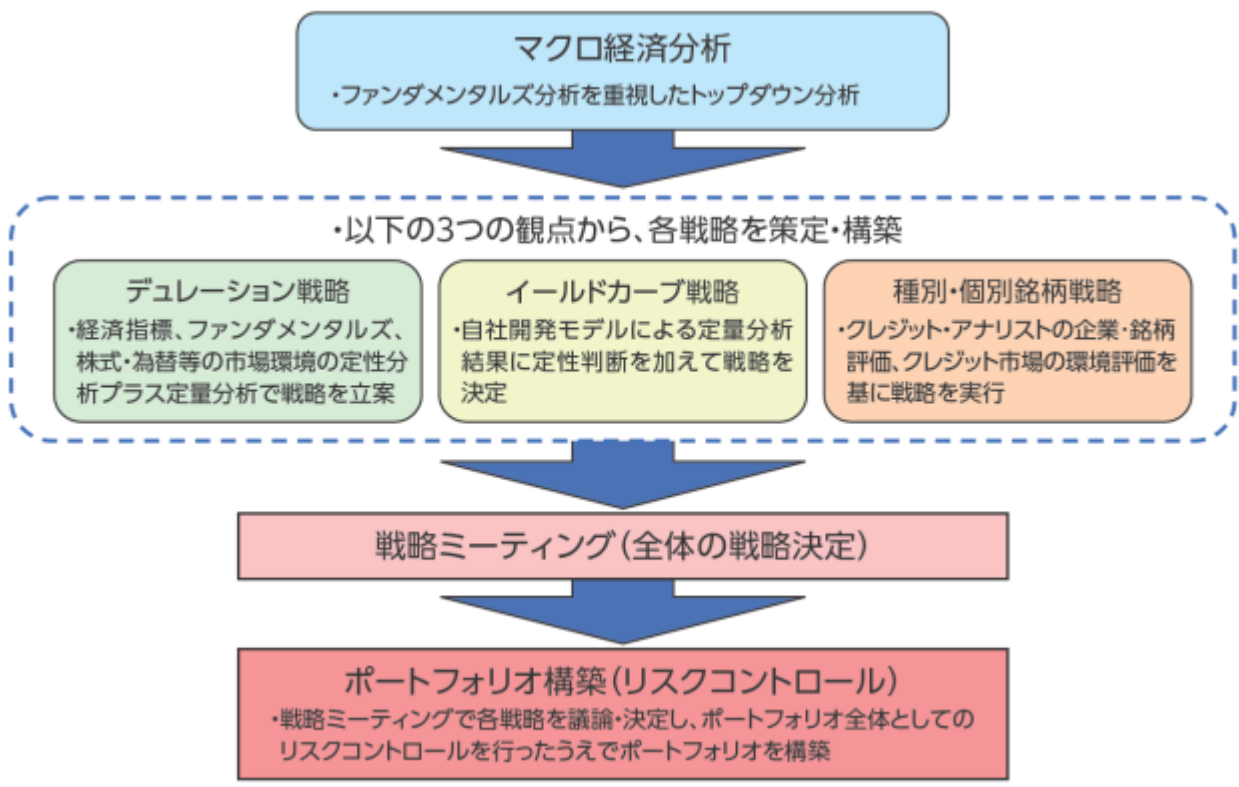 マクロ経済分析
・ファンダメンタルズ分析を重視したトップダウン分析
・以下の3つの観点から、各戦略を策定・構築
デュレーション戦略
・経済指標、ファンダメンタルズ、
株式・為替等の市場環境の定性分
析プラス定量分析で戦略を立案
イールドカーブ戦略
・自社開発モデルによる定量分析
結果に定性判断を加えて戦略を
決定
種別・個別銘柄戦略
・クレジット・アナリストの企業・銘柄
評価、クレジット市場の環境評価を
基に戦略を実行
戦略ミーティング(全体の戦略決定)
ポートフォリオ構築(リスクコントロール)
・戦略ミーティングで各戦略を議論・決定し、ポートフォリオ全体としての
リスクコントロールを行ったうえでポートフォリオを構築